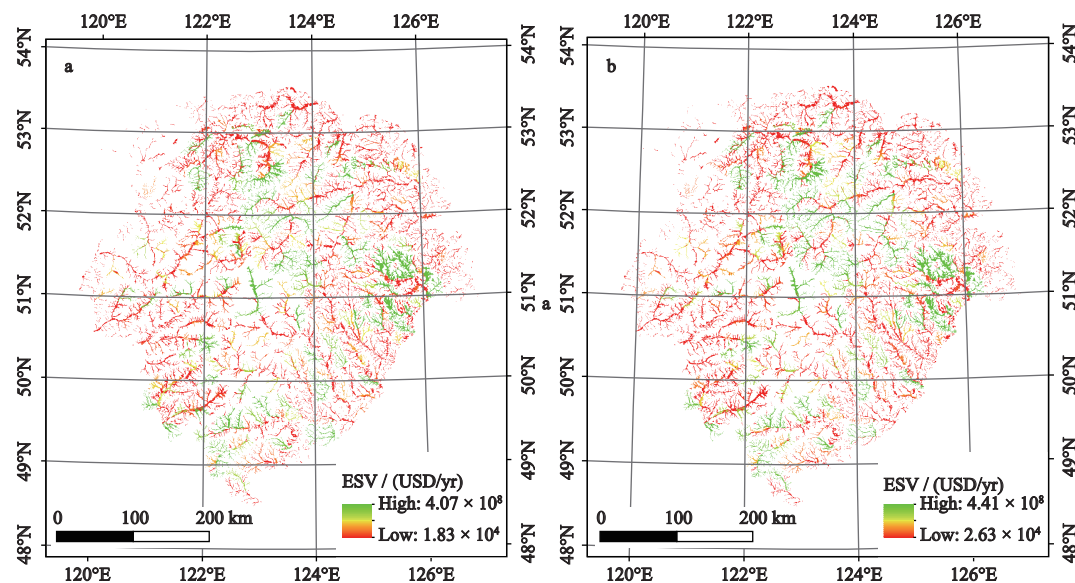 120°E 122°E 124°E 126°E
120°E 122°E 124°E 126°E
a
b
54°N
54°N
54°N
54°N
53°N
53°N
53°N
53°N
52°N
52°N
52°N
52°N
51°N
51°N
a
51°N
51°N
50°N
50°N
50°N
50°N
49°N
49°N
49°N
49°N
48°N
48°N
48°N
48°N
ESV / (USD/yr)
High: 4.07 × 10⁸
Low: 1.83 × 10⁴
0 100 200 km
ESV / (USD/yr)
High: 4.41 × 10⁸
Low: 2.63 × 10⁴
0 100 200 km
120°E 122°E 124°E 126°E
120°E 122°E 124°E 126°E